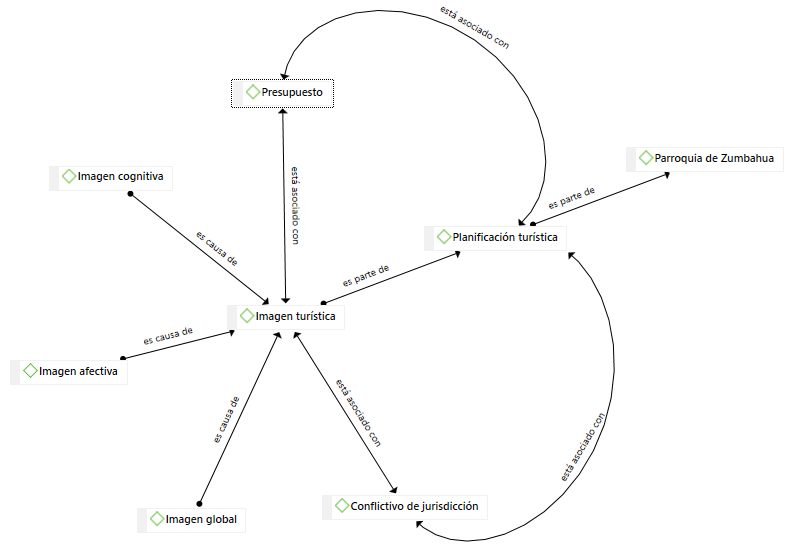 está asociado con
Presupuesto
Parroquia de Zumbahua
Imagen cognitiva
está asociado con
es parte de
Planificación turística
es causa de
es parte de
Imagen turística
es causa de
Imagen afectiva
es causa de
está asociado con
está asociado con
Conflictivo de jurisdicción
Imagen global